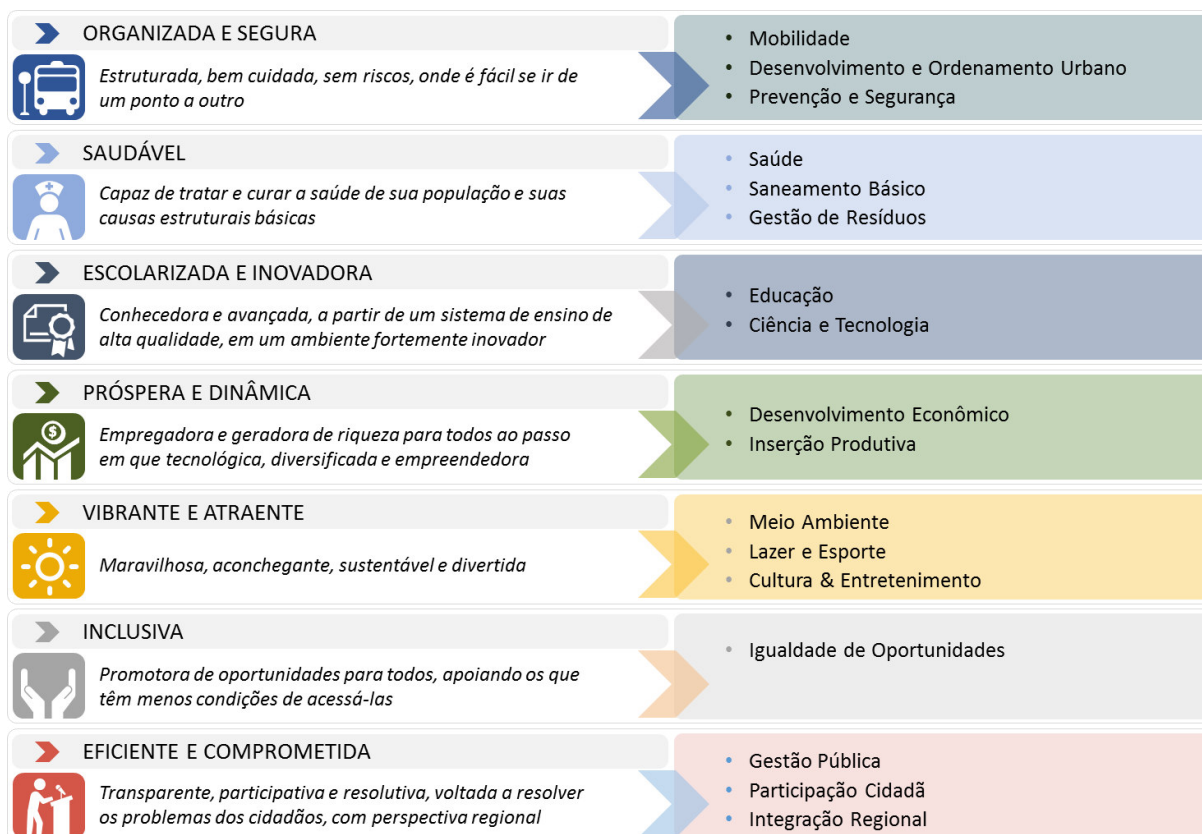 ORGANIZADA E SEGURA
Estruturada, bem cuidada, sem riscos, onde é fácil se ir de
um ponto a outro
• Mobilidade
• Desenvolvimento e Ordenamento Urbano
• Prevenção e Segurança
SAUDÁVEL
Capaz de tratar e curar a saúde de sua população e suas
causas estruturais básicas
• Saúde
• Saneamento Básico
• Gestão de Resíduos
ESCOLARIZADA E INOVADORA
Conhecedora e avançada, a partir de um sistema de ensino de
alta qualidade, em um ambiente fortemente inovador
• Educação
• Ciência e Tecnologia
PRÓSPERA E DINÂMICA
Empregadora e geradora de riqueza para todos ao passo
em que tecnológica, diversificada e empreendedora
• Desenvolvimento Econômico
• Inserção Produtiva
VIBRANTE E ATRAENTE
Maravilhosa, aconchegante, sustentável e divertida
• Meio Ambiente
• Lazer e Esporte
• Cultura & Entretenimento
INCLUSIVA
Promotora de oportunidades para todos, apoiando os que
têm menos condições de acessá-las
• Igualdade de Oportunidades
EFICIENTE E COMPROMETIDA
Transparente, participativa e resolutiva, voltada a resolver
os problemas dos cidadãos, com perspectiva regional
• Gestão Pública
• Participação Cidadã
• Integração Regional